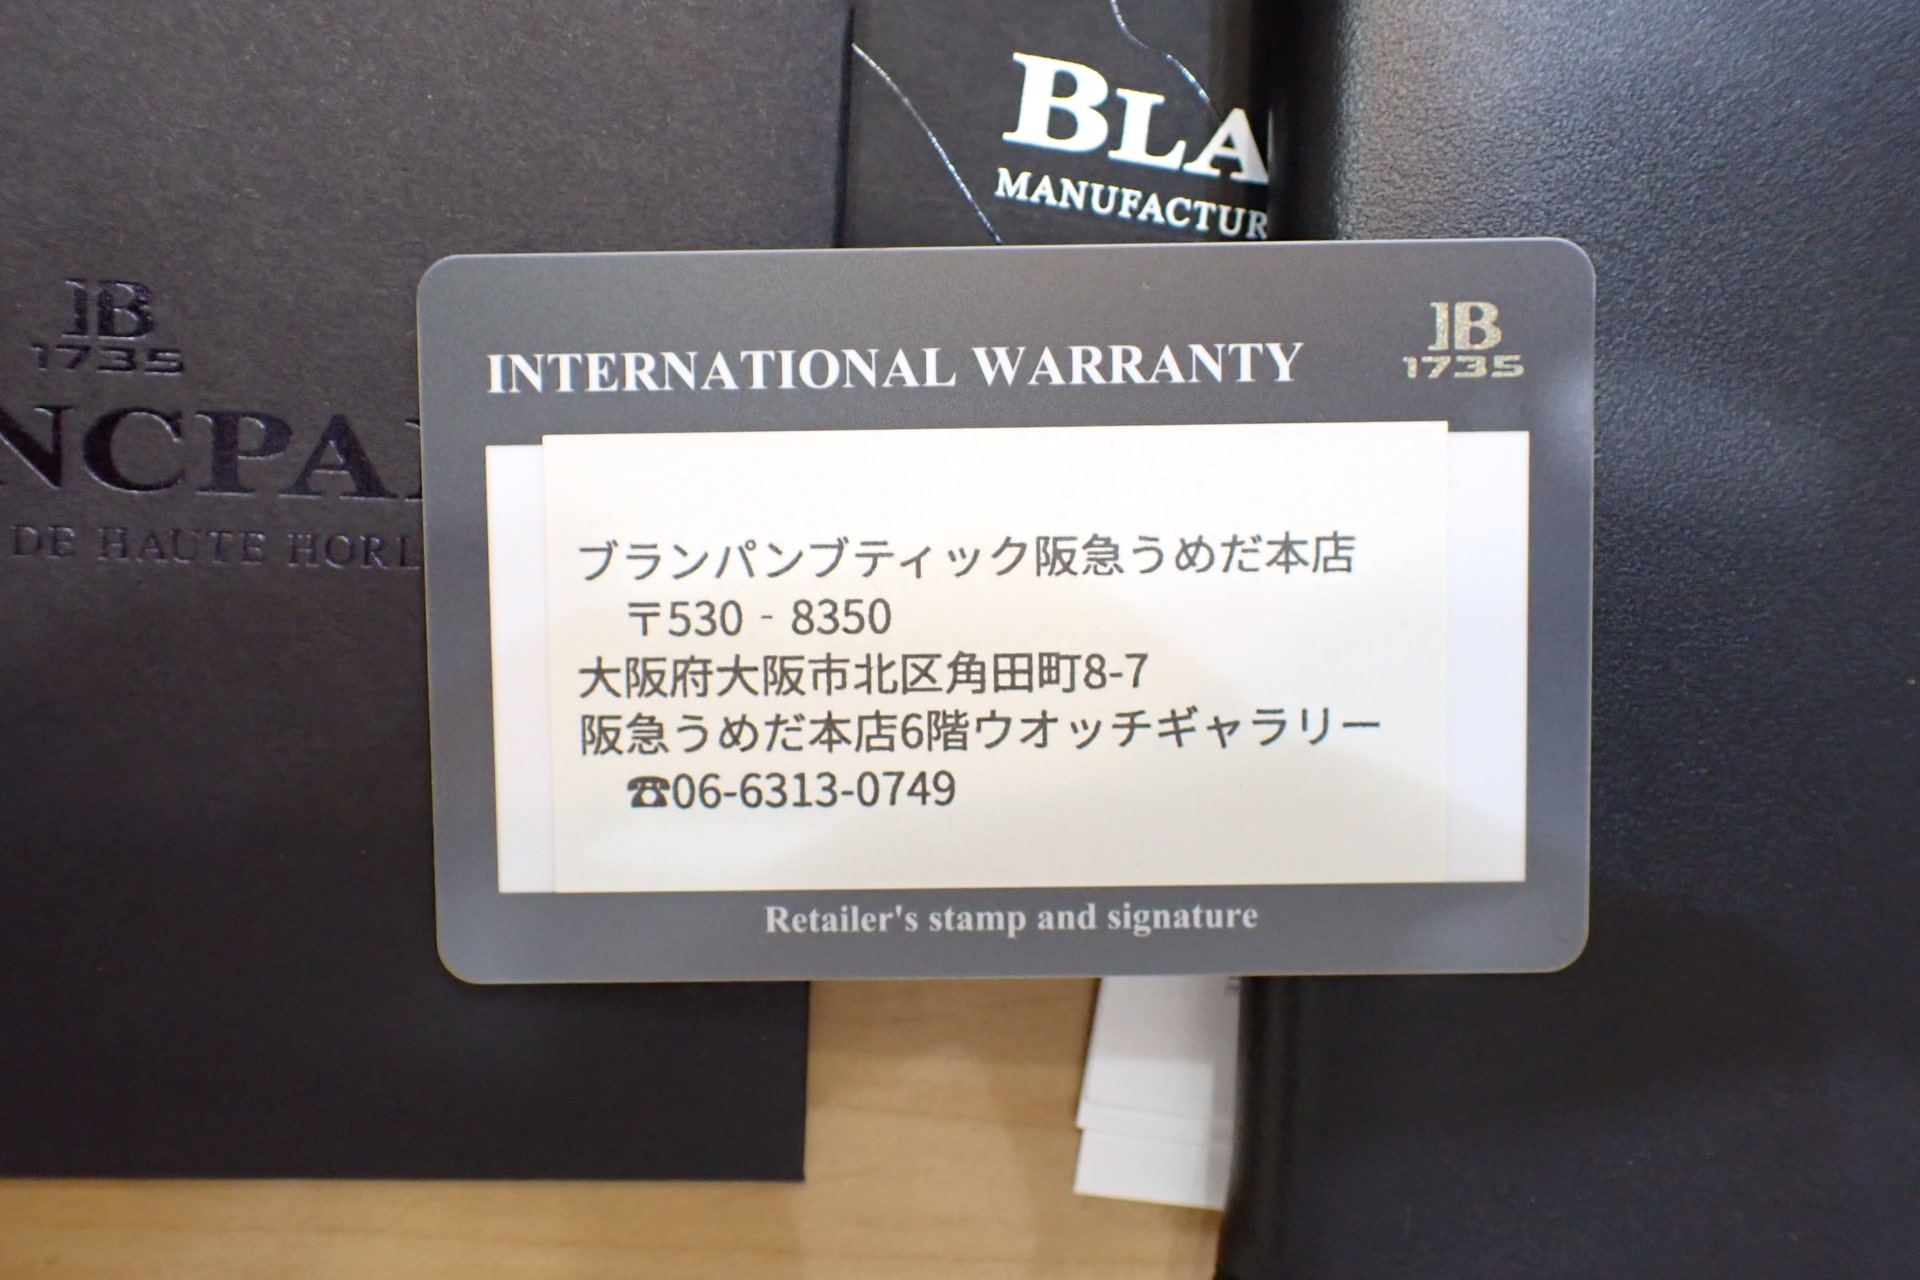 BLA
MANUFACTUR
JB
1735
NCPA
DE HAUTE HORL
INTERNATIONAL WARRANTY
JB
1735
ブランパンブティック阪急うめだ本店
〒530‐8350
大阪府大阪市北区角田町8-7
阪急うめだ本店6階ウオッチギャラリー
☎06-6313-0749
Retailer's stamp and signature